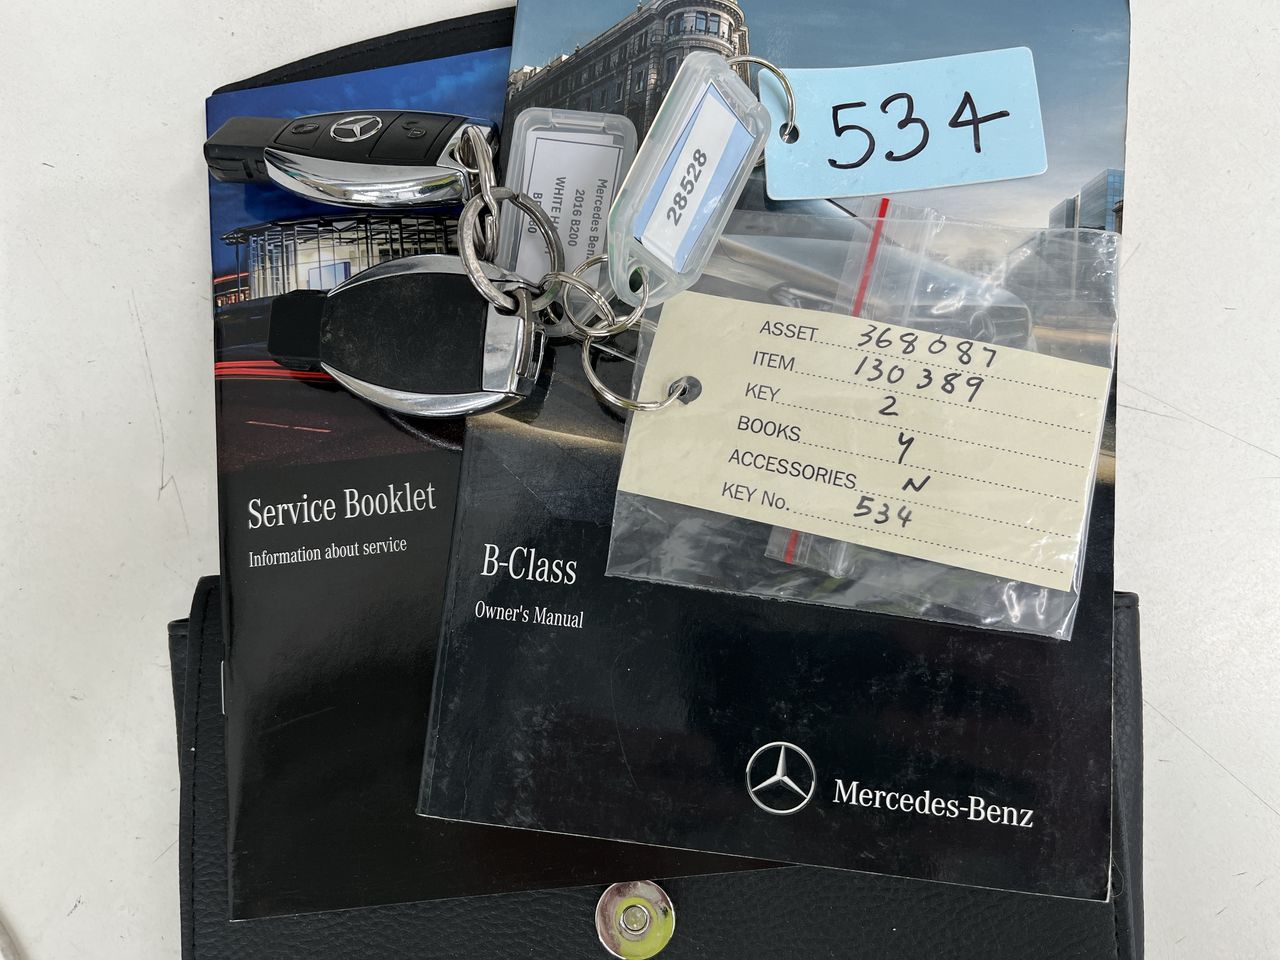 534
28528
Mercedes Ben
2016 B200
WHITE H
ASSET 368087
ITEM 130389
KEY 2
BOOKS Y
ACCESSORIES N
KEY No. 534
Service Booklet
Information about service
B-Class
Owner's Manual
Mercedes-Benz